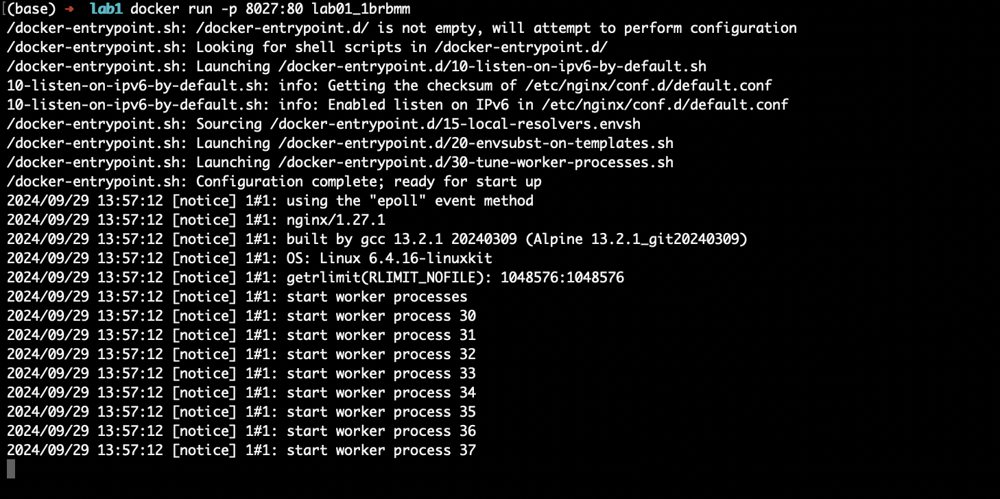 [(base) ➜ lab1 docker run -p 8027:80 lab01_1brbmm
/docker-entrypoint.sh: /docker-entrypoint.d/ is not empty, will attempt to perform configuration
/docker-entrypoint.sh: Looking for shell scripts in /docker-entrypoint.d/
/docker-entrypoint.sh: Launching /docker-entrypoint.d/10-listen-on-ipv6-by-default.sh
10-listen-on-ipv6-by-default.sh: info: Getting the checksum of /etc/nginx/conf.d/default.conf
10-listen-on-ipv6-by-default.sh: info: Enabled listen on IPv6 in /etc/nginx/conf.d/default.conf
/docker-entrypoint.sh: Sourcing /docker-entrypoint.d/15-local-resolvers.envsh
/docker-entrypoint.sh: Launching /docker-entrypoint.d/20-envsubst-on-templates.sh
/docker-entrypoint.sh: Launching /docker-entrypoint.d/30-tune-worker-processes.sh
/docker-entrypoint.sh: Configuration complete; ready for start up
2024/09/29 13:57:12 [notice] 1#1: using the "epoll" event method
2024/09/29 13:57:12 [notice] 1#1: nginx/1.27.1
2024/09/29 13:57:12 [notice] 1#1: built by gcc 13.2.1 20240309 (Alpine 13.2.1_git20240309)
2024/09/29 13:57:12 [notice] 1#1: OS: Linux 6.4.16-linuxkit
2024/09/29 13:57:12 [notice] 1#1: getrlimit(RLIMIT_NOFILE): 1048576:1048576
2024/09/29 13:57:12 [notice] 1#1: start worker processes
2024/09/29 13:57:12 [notice] 1#1: start worker process 30
2024/09/29 13:57:12 [notice] 1#1: start worker process 31
2024/09/29 13:57:12 [notice] 1#1: start worker process 32
2024/09/29 13:57:12 [notice] 1#1: start worker process 33
2024/09/29 13:57:12 [notice] 1#1: start worker process 34
2024/09/29 13:57:12 [notice] 1#1: start worker process 35
2024/09/29 13:57:12 [notice] 1#1: start worker process 36
2024/09/29 13:57:12 [notice] 1#1: start worker process 37